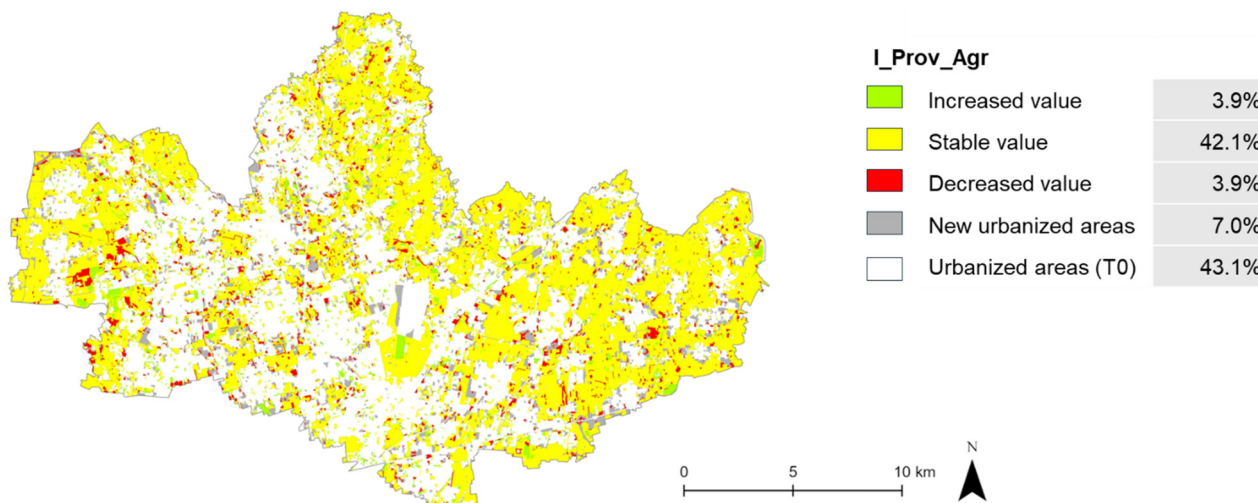 I_Prov_Agr
Increased value 3.9%
Stable value 42.1%
Decreased value 3.9%
New urbanized areas 7.0%
Urbanized areas (T0) 43.1%
N
0 5 10 km